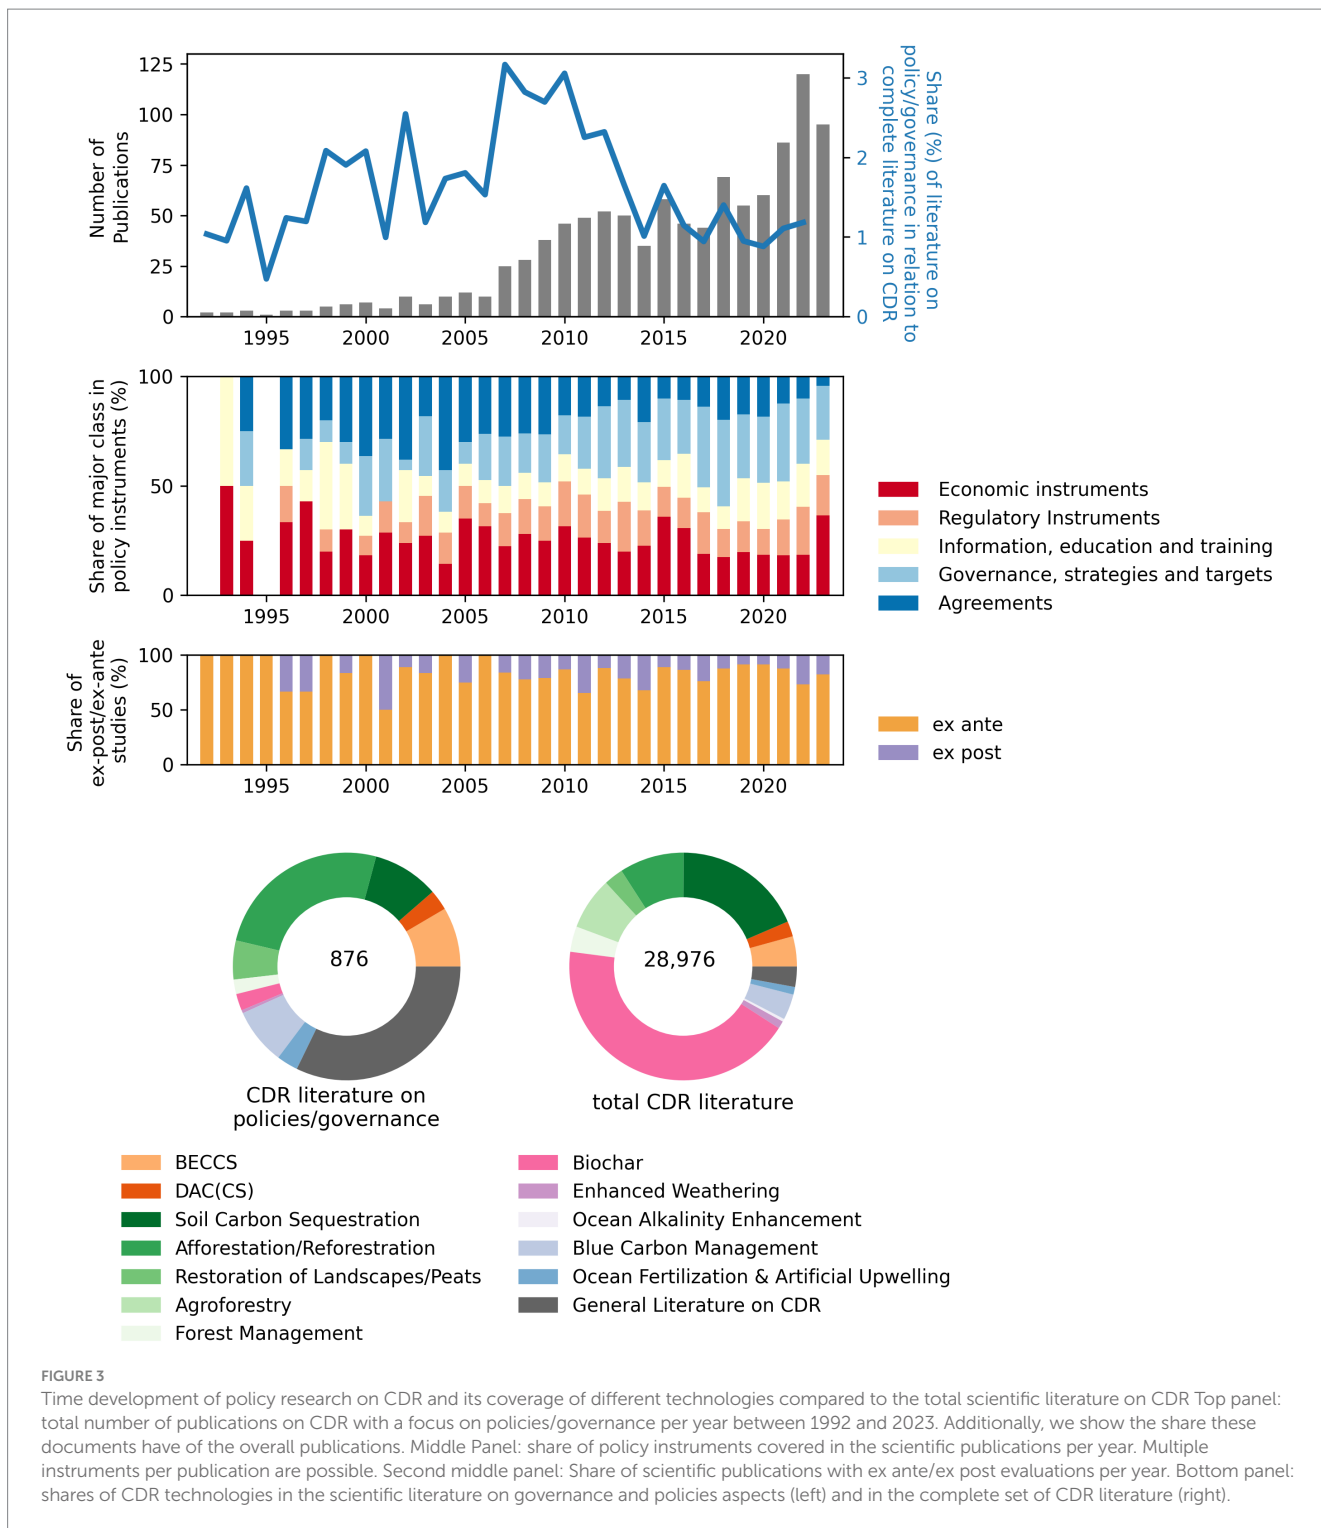 125
100
75
50
25
0
Number of
Publications
3
2
1
0
Share (%) of literature on
policy/governance in relation to
complete literature on CDR
1995 2000 2005 2010 2015 2020
100
50
0
Share of major class in
policy instruments (%)
1995 2000 2005 2010 2015 2020
Economic instruments
Regulatory Instruments
Information, education and training
Governance, strategies and targets
Agreements
100
50
0
Share of
ex-post/ex-ante
studies (%)
1995 2000 2005 2010 2015 2020
ex ante
ex post
876
28,976
CDR literature on
policies/governance
total CDR literature
BECCS
DAC(CS)
Soil Carbon Sequestration
Afforestation/Reforestration
Restoration of Landscapes/Peats
Agroforestry
Forest Management
Biochar
Enhanced Weathering
Ocean Alkalinity Enhancement
Blue Carbon Management
Ocean Fertilization & Artificial Upwelling
General Literature on CDR
FIGURE 3
Time development of policy research on CDR and its coverage of different technologies compared to the total scientific literature on CDR Top panel:
total number of publications on CDR with a focus on policies/governance per year between 1992 and 2023. Additionally, we show the share these
documents have of the overall publications. Middle Panel: share of policy instruments covered in the scientific publications per year. Multiple
instruments per publication are possible. Second middle panel: Share of scientific publications with ex ante/ex post evaluations per year. Bottom panel:
shares of CDR technologies in the scientific literature on governance and policies aspects (left) and in the complete set of CDR literature (right).